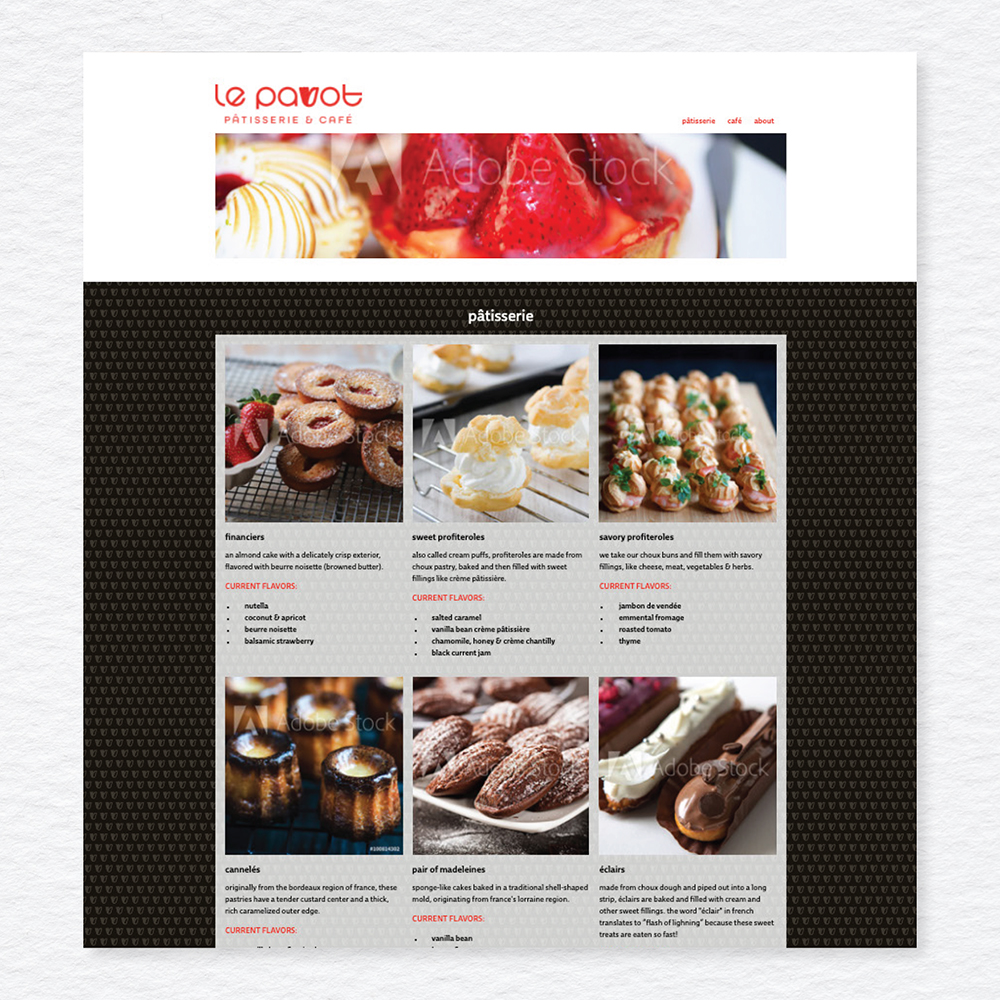 le pavot
PÂTISSERIE & CAFÉ
pâtisserie café about
Adobe Stock
pâtisserie
Adobe Stock
Adobe Stock
Adobe Stock
financiers
an almond cake with a delicately crisp exterior,
flavored with beurre noisette (browned butter).
CURRENT FLAVORS:
• nutella
• coconut & apricot
• beurre noisette
• balsamic strawberry
sweet profiteroles
also called cream puffs, profiteroles are made from
choux pastry, baked and then filled with sweet
fillings like crème pâtissière.
CURRENT FLAVORS:
• salted caramel
• vanilla bean crème pâtissière
• chamomile, honey & crème chantilly
• black current jam
savory profiteroles
we take our choux buns and fill them with savory
fillings, like cheese, meat, vegetables & herbs.
CURRENT FLAVORS:
• jambon de vendée
• emmental fromage
• roasted tomato
• thyme
Adobe Stock
#100824302
Adobe Stock
Adobe Stock
cannelés
originally from the bordeaux region of france, these
pastries have a tender custard center and a thick,
rich caramelized outer edge.
CURRENT FLAVORS:
pair of madeleines
sponge-like cakes baked in a traditional shell-shaped
mold, originating from france's lorraine region.
CURRENT FLAVORS:
• vanilla bean
éclairs
made from choux dough and piped out into a long
strip, éclairs are baked and filled with cream and
other sweet fillings. the word "éclair" in french
translates to "flash of lighning" because these sweet
treats are eaten so fast!